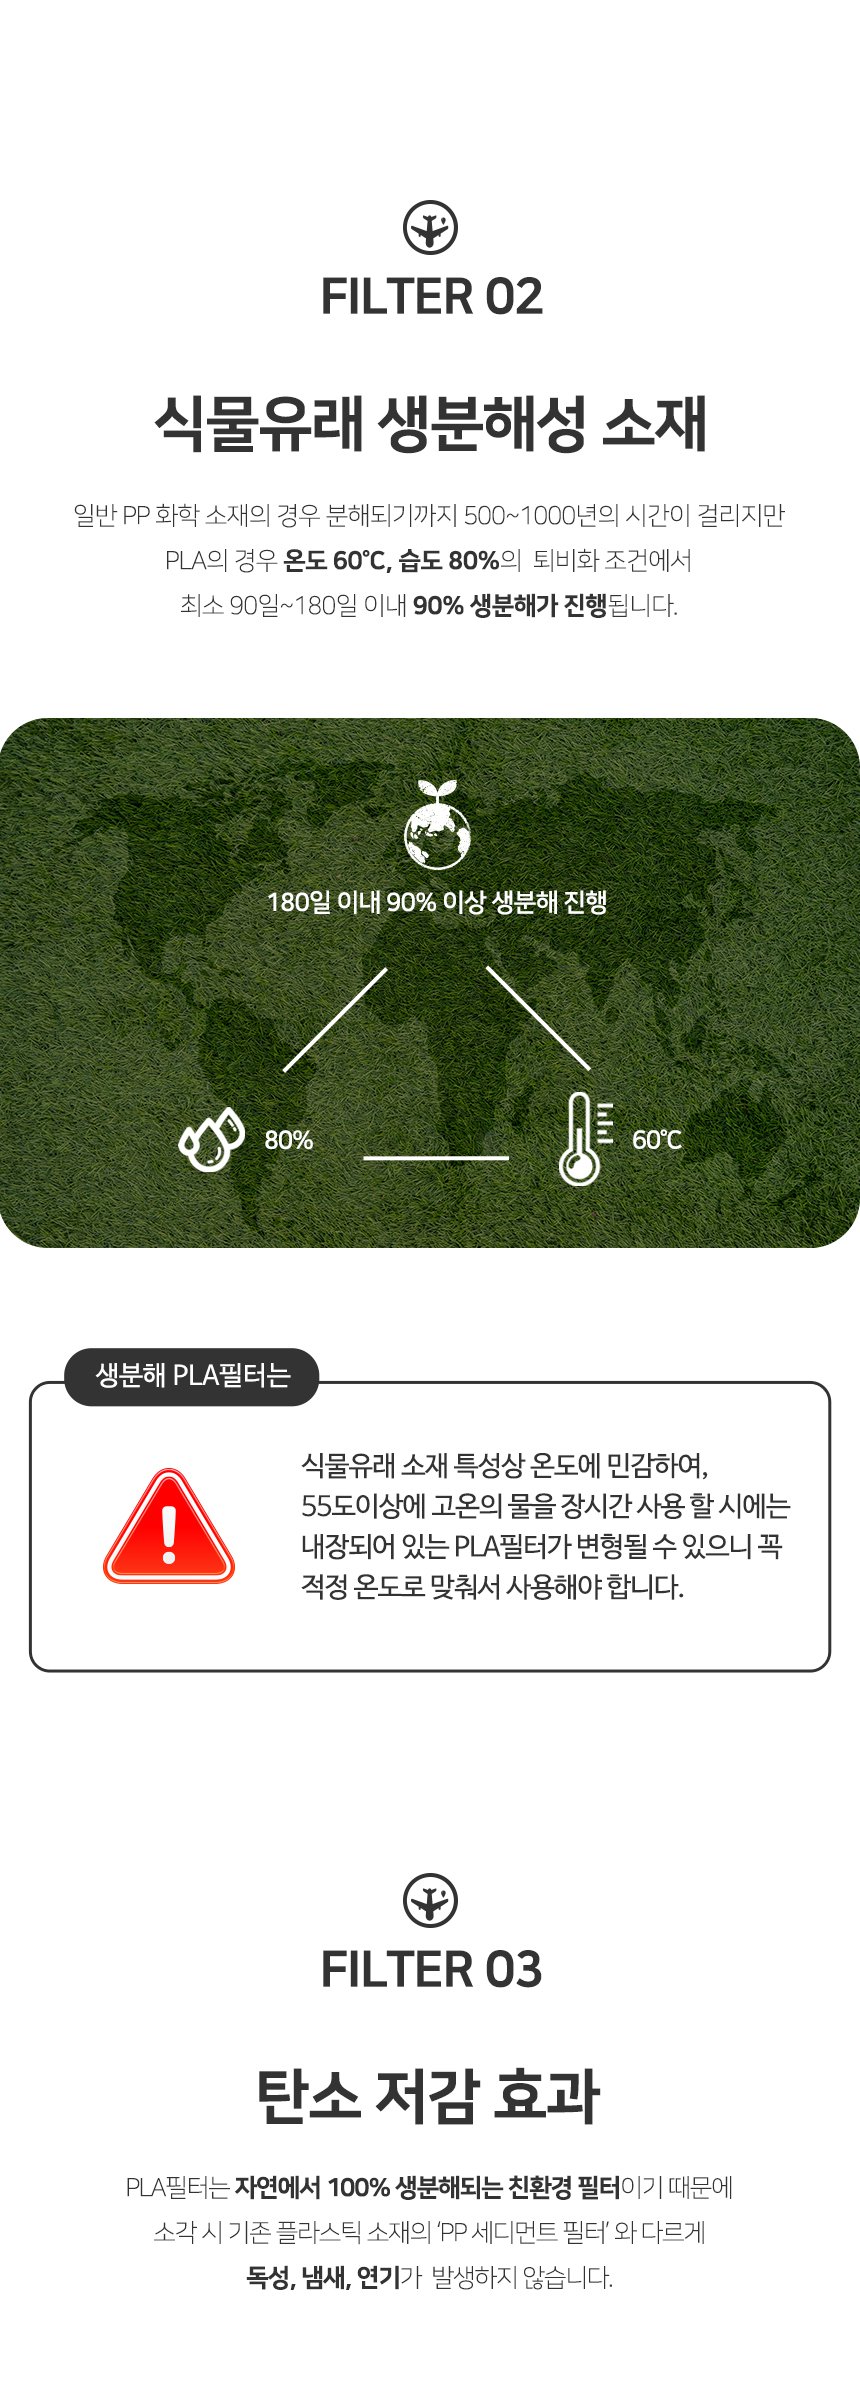 FILTER 02
식물유래 생분해성 소재
일반 PP 화학 소재의 경우 분해되기까지 500~1000년의 시간이 걸리지만
PLA의 경우 온도 60℃, 습도 80%의 퇴비화 조건에서
최소 90일~180일 이내 90% 생분해가 진행됩니다.
180일 이내 90% 이상 생분해 진행
80%
60℃
생분해 PLA필터는
식물유래 소재 특성상 온도에 민감하여,
55도이상에 고온의 물을 장시간 사용 할 시에는
내장되어 있는 PLA필터가 변형될 수 있으니 꼭
적정 온도로 맞춰서 사용해야 합니다.
FILTER 03
탄소 저감 효과
PLA필터는 자연에서 100% 생분해되는 친환경 필터이기 때문에
소각 시 기존 플라스틱 소재의 ‘PP 세디먼트 필터’ 와 다르게
독성, 냄새, 연기가 발생하지 않습니다.